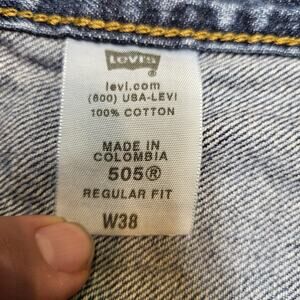 Levi's
®
levi.com
(800) USA-LEVI
100% COTTON
MADE IN
COLOMBIA
505®
REGULAR FIT
W38